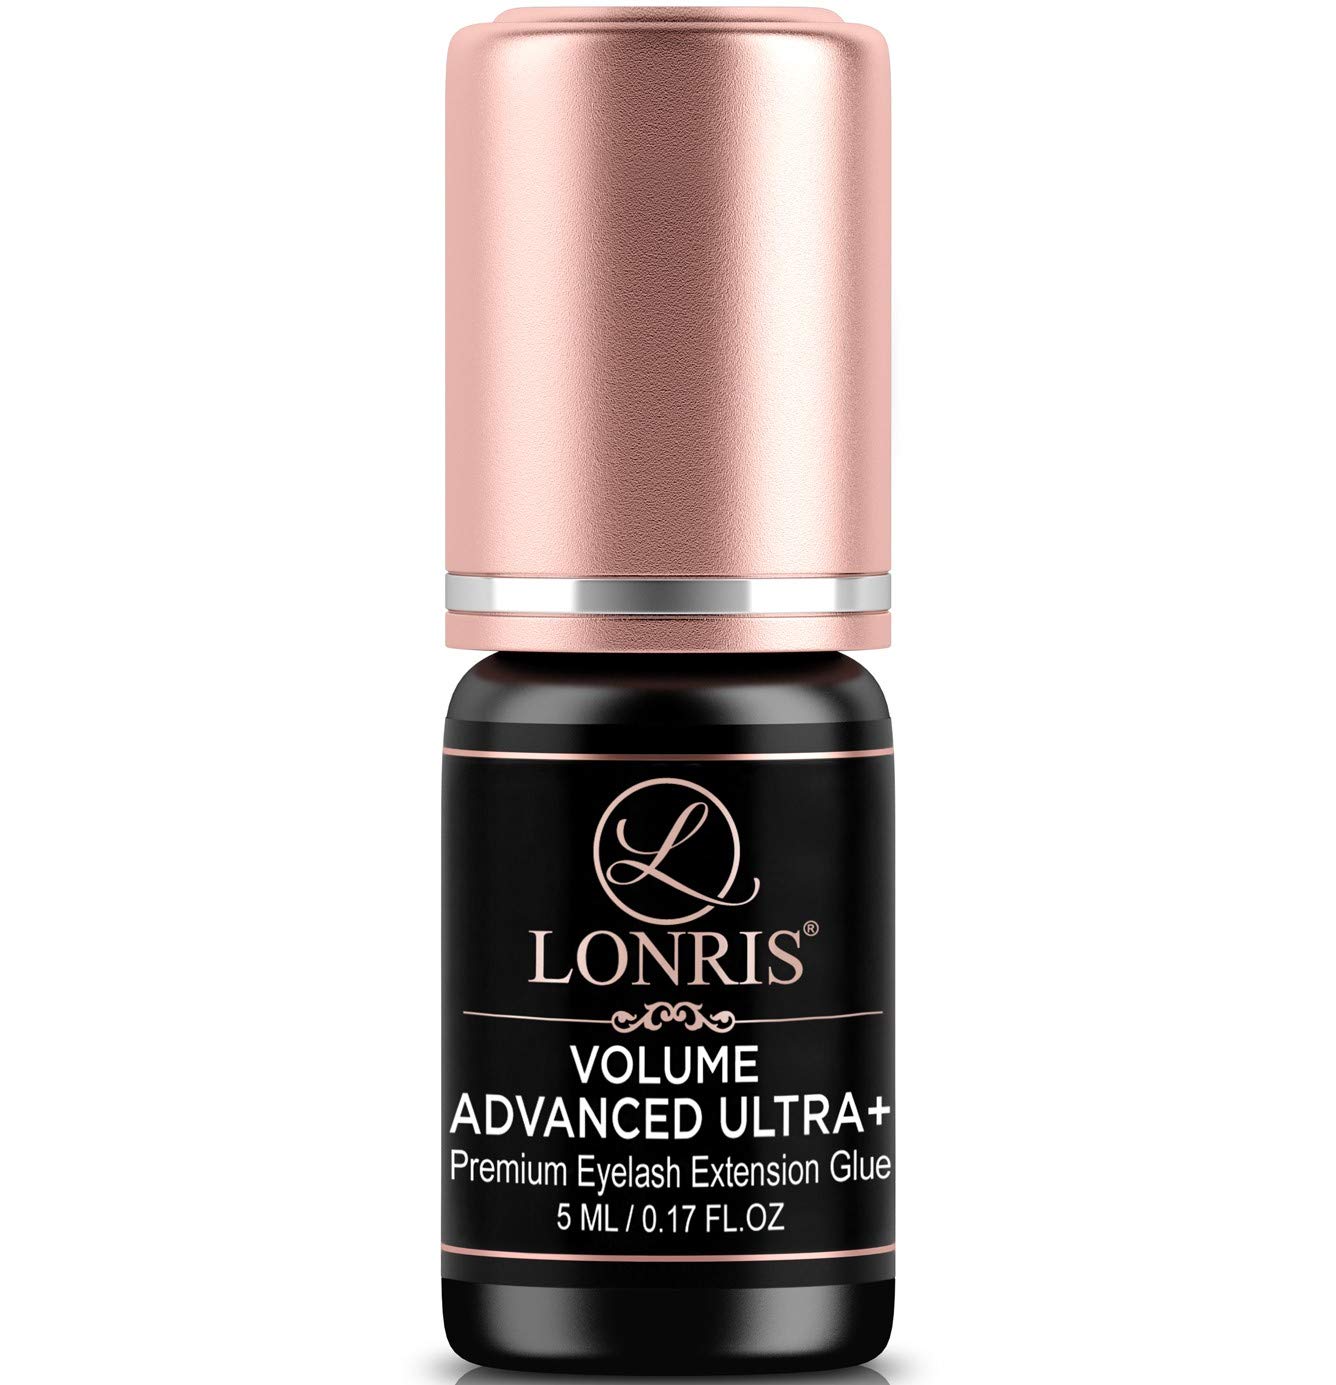 L
LONRIS®
VOLUME
ADVANCED ULTRA+
Premium Eyelash Extension Glue
5 ML / 0.17 FL.OZ